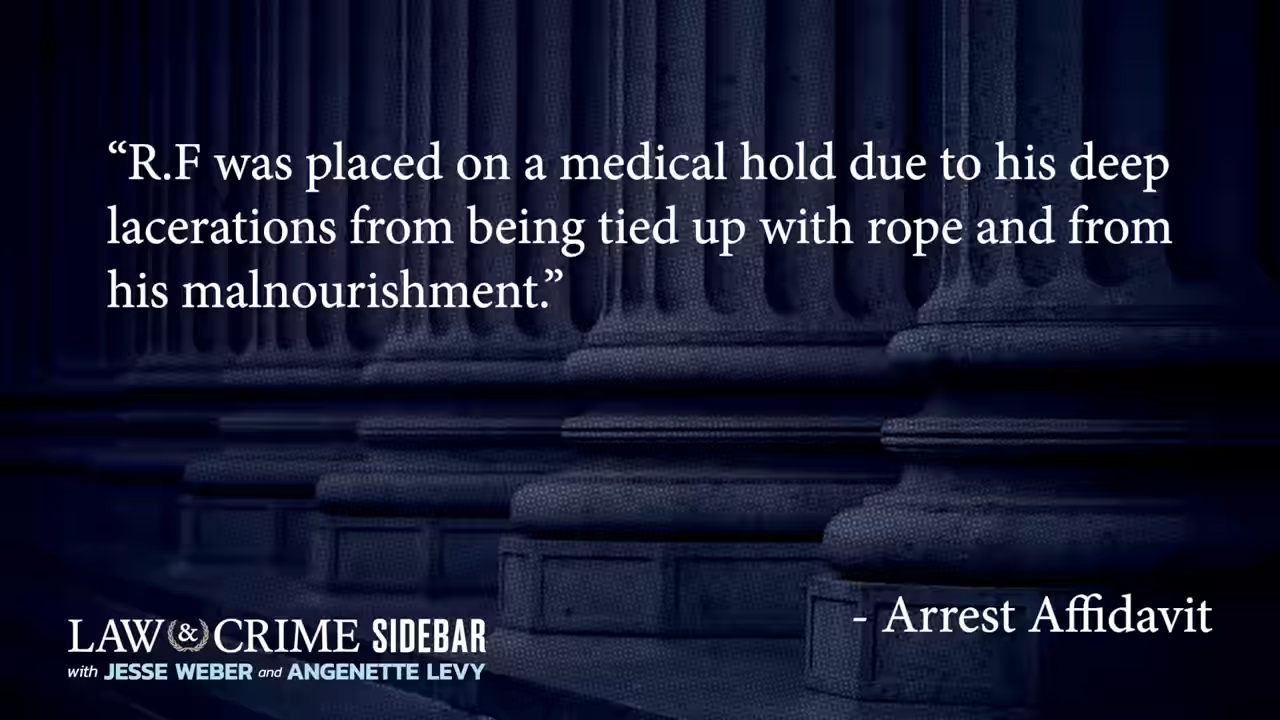 “R.F was placed on a medical hold due to his deep
lacerations from being tied up with rope and from
his malnourishment.”
- Arrest Affidavit
LAW & CRIME SIDEBAR
with JESSE WEBER and ANGENETTE LEVY